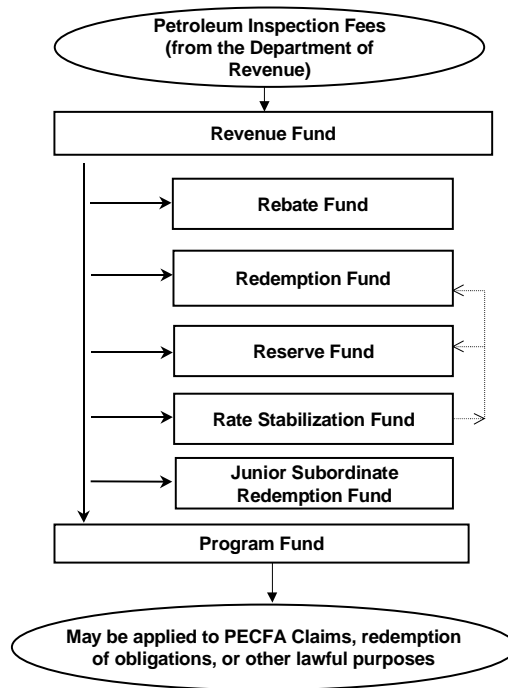 Petroleum Inspection Fees
(from the Department of
Revenue)
Revenue Fund
Rebate Fund
Redemption Fund
Reserve Fund
Rate Stabilization Fund
Junior Subordinate
Redemption Fund
Program Fund
May be applied to PECFA Claims, redemption
of obligations, or other lawful purposes